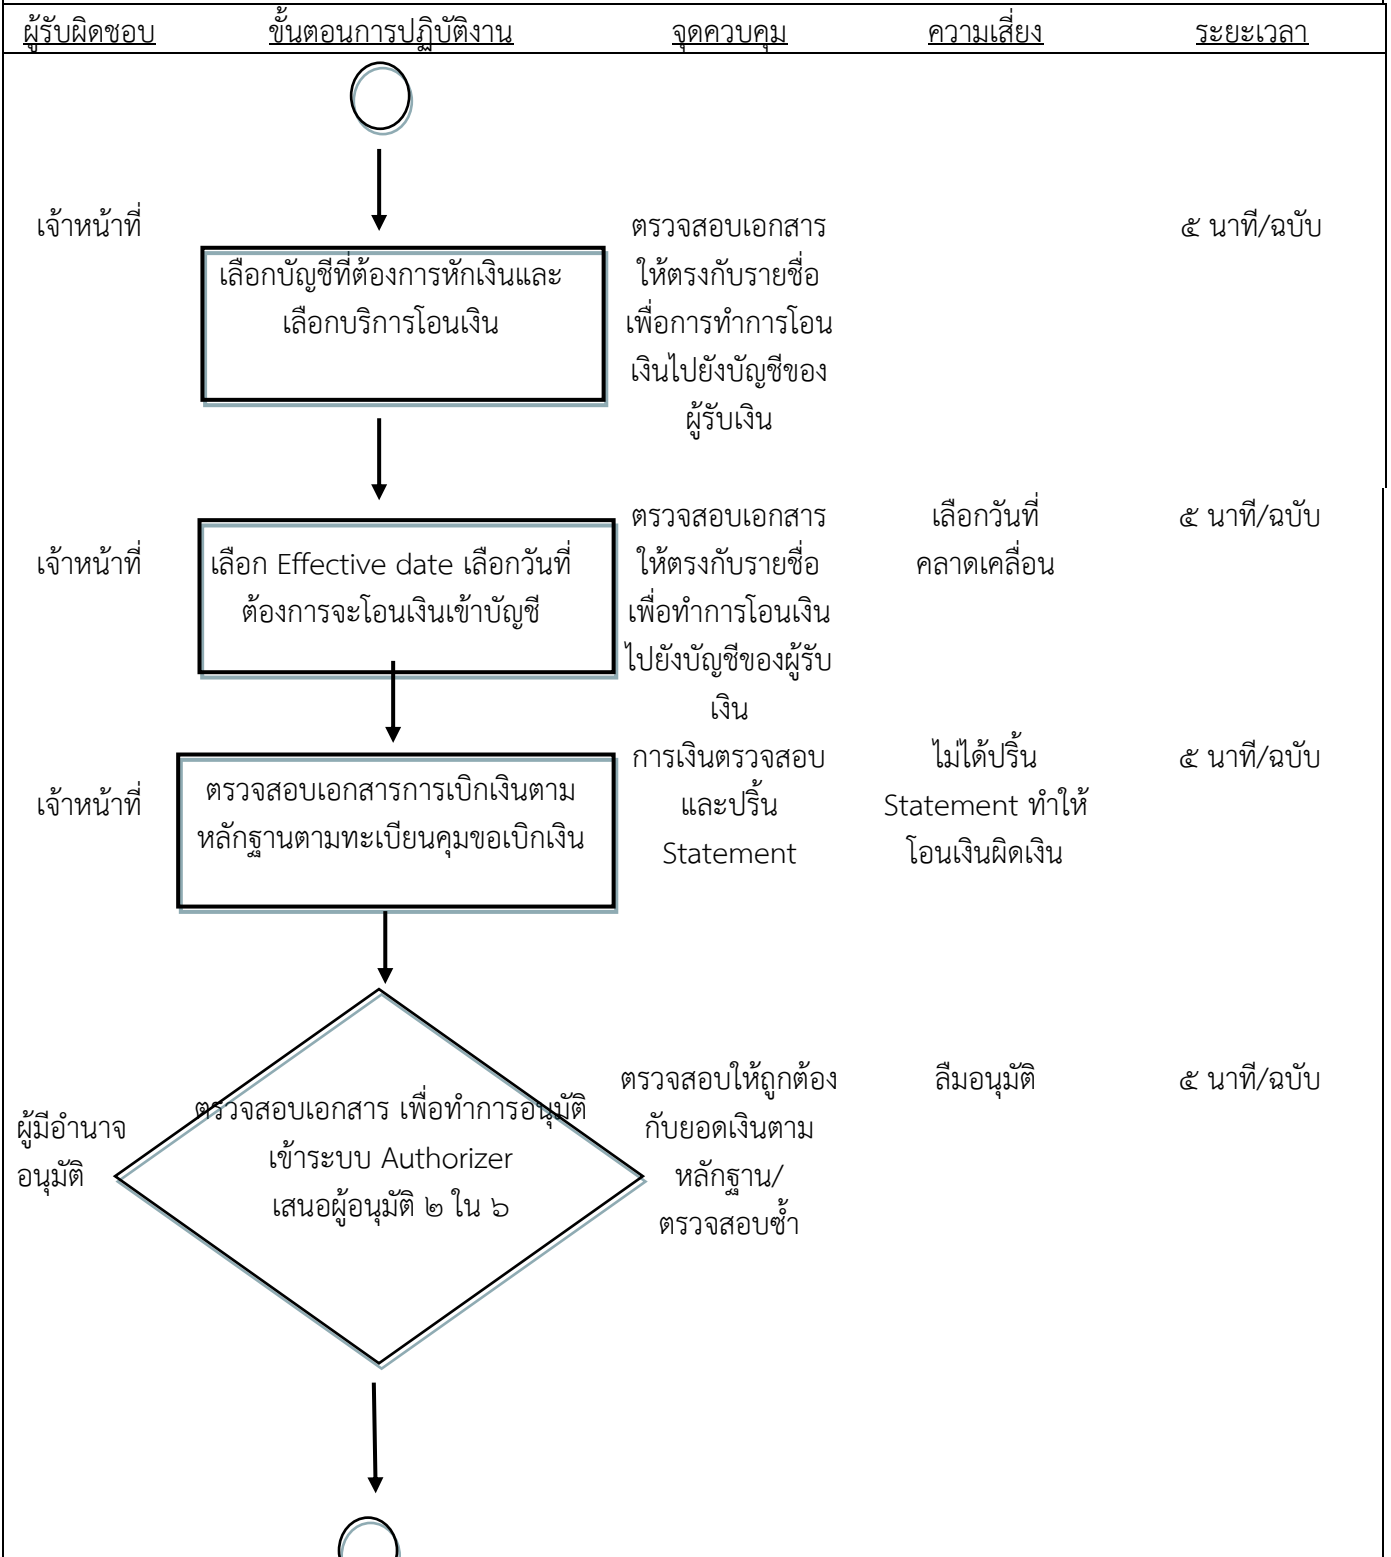 ผู้รับผิดชอบ ขั้นตอนการปฏิบัติงาน จุดควบคุม ความเสี่ยง ระยะเวลา
เจ้าหน้าที่
เลือกบัญชีที่ต้องการหักเงินและ
เลือกบริการโอนเงิน
ตรวจสอบเอกสาร
ให้ตรงกับรายชื่อ
เพื่อการทำการโอน
เงินไปยังบัญชีของ
ผู้รับเงิน
๕ นาที/ฉบับ
เจ้าหน้าที่
เลือก Effective date เลือกวันที่
ต้องการจะโอนเงินเข้าบัญชี
ตรวจสอบเอกสาร
ให้ตรงกับรายชื่อ
เพื่อทำการโอนเงิน
ไปยังบัญชีของผู้รับ
เงิน
เลือกวันที่
คลาดเคลื่อน
๕ นาที/ฉบับ
เจ้าหน้าที่
ตรวจสอบเอกสารการเบิกเงินตาม
หลักฐานตามทะเบียนคุมขอเบิกเงิน
การเงินตรวจสอบ
และปริ้น
Statement
ไม่ได้ปริ้น
Statement ทำให้
โอนเงินผิดเงิน
๕ นาที/ฉบับ
ผู้มีอำนาจ
อนุมัติ
ตรวจสอบเอกสาร เพื่อทำการอนุมัติ
เข้าระบบ Authorizer
เสนอผู้อนุมัติ ๒ ใน ๖
ตรวจสอบให้ถูกต้อง
กับยอดเงินตาม
หลักฐาน/
ตรวจสอบซ้ำ
ลืมอนุมัติ
๕ นาที/ฉบับ